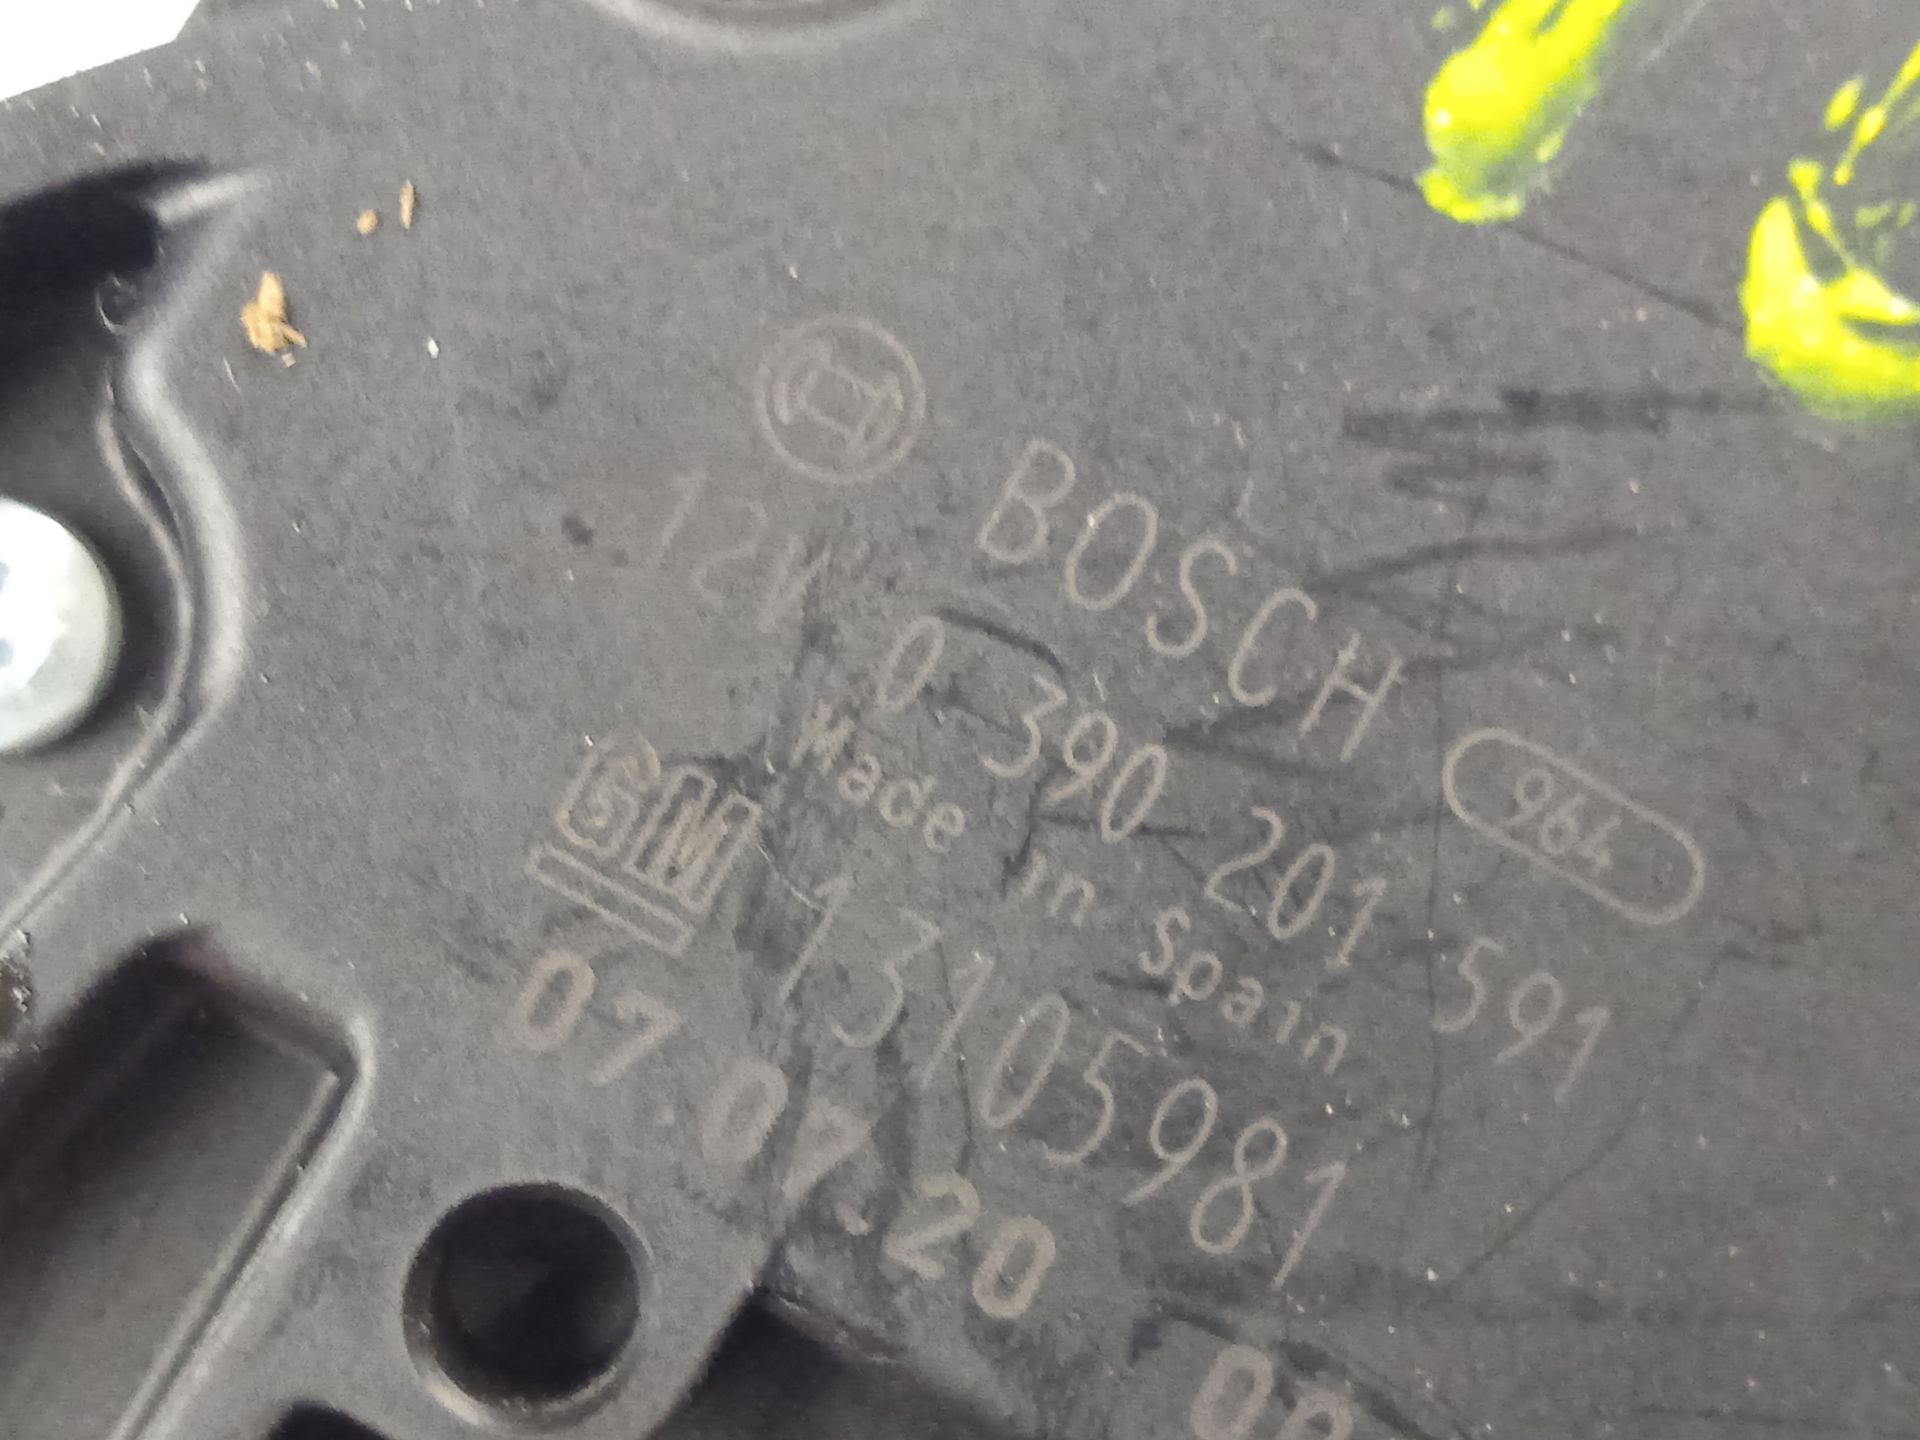 BOSCH
12V
0 390 201 591
964
Made in Spain
GM
13105981
07 07.20